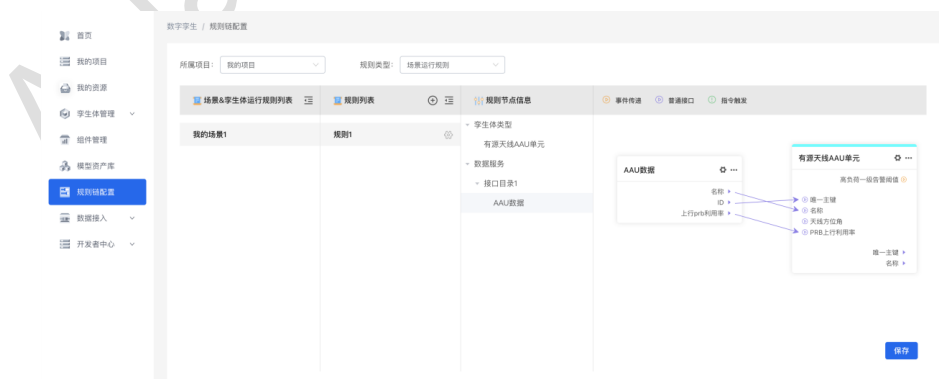 数字孪生 / 规则链配置
首页
我的项目
我的资源
孪生体管理
组件管理
模型资产库
规则链配置
数据接入
开发者中心
所属项目： 我的项目 规则类型： 场景运行规则
场景&孪生体运行规则列表 规则列表 规则节点信息 事件传递 普通接口 指令触发
我的场景1 规则1
孪生体类型
有源天线AAU单元
数据服务
接口目录1
AAU数据
AAU数据
名称
ID
上行prb利用率
有源天线AAU单元
高负荷一级告警阈值
唯一主键
名称
天线方位角
PRB上行利用率
唯一主键
名称
保存